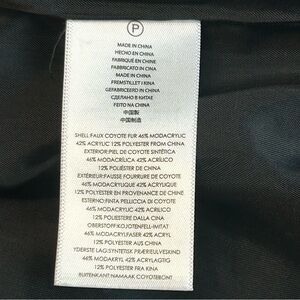 P
MADE IN CHINA
HECHO EN CHINA
FABRIQUÉ EN CHINE
FABBRICATO IN CINA
MADE IN CHINA
FREMSTILLET I KINA
GEFABRICEERD IN CHINA
СДЕЛАНО В КИТАЕ
FEITO NA CHINA
中国製
中国制造
SHELL:FAUX COYOTE FUR 46% MODACRYLIC
42% ACRYLIC 12% POLYESTER FROM CHINA
EXTERIOR:PIEL DE COYOTE SINTÉTICA
46% MODACRÍLICA 42% ACRÍLICO
12% POLIÉSTER DE CHINA
EXTÉRIEUR:FAUSSE FOURRURE DE COYOTE
46% MODACRYLIQUE 42% ACRYLIQUE
12% POLYESTER EN PROVENANCE DE CHINE
ESTERNO:FINTA PELLICCIA DI COYOTE
46% MODACRILICA 42% ACRILICO
12% POLIESTERE DALLA CINA
OBERSTOFF:KOJOTENFELL-IMITAT
46% MODACRYLFASER 42% ACRYL
12% POLYESTER AUS CHINA
YDERSTE LAG:SYNTETISK PRÆRIEULVESKIND
46% MODAKRYL 42% ACRYLAGTIG
12% POLYESTER FRA KINA
BUITENKANT:NAMAAK COYOTEBONT